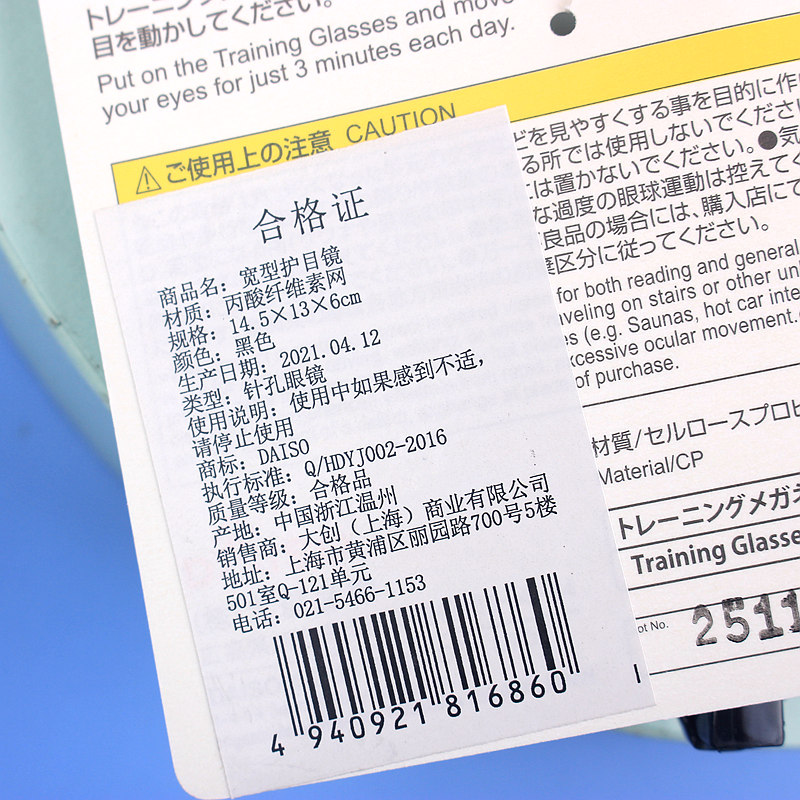 トレーニング
目を動かしてください。
Put on the Training Glasses and move
your eyes for just 3 minutes each day.
⚠ご使用上の注意 CAUTION
どを見やすくする事を目的に作
る所では使用しないでください
には置かないでください。●気
な過度の眼球運動は控えてく
良品の場合には、購入店にて
区分に従ってください。
for both reading and general
veling on stairs or other un
es (e.g. Saunas, hot car inte
xcessive ocular movement.
of purchase.
材質/セルロースプロピ
Material/CP
トレーニングメガネ
Training Glasse
ot No.
2511
合格证
商品名：宽型护目镜
材质：丙酸纤维素网
规格：14.5×13×6cm
颜色：黑色
生产日期：2021.04.12
类型：针孔眼镜
使用说明：使用中如果感到不适，
请停止使用
商标：DAISO
执行标准：Q/HDYJ002-2016
质量等级：合格品
产地：中国浙江温州
销售商：大创（上海）商业有限公司
地址：上海市黄浦区丽园路700号5楼
501室Q-121单元
电话：021-5466-1153
4 940921 816860